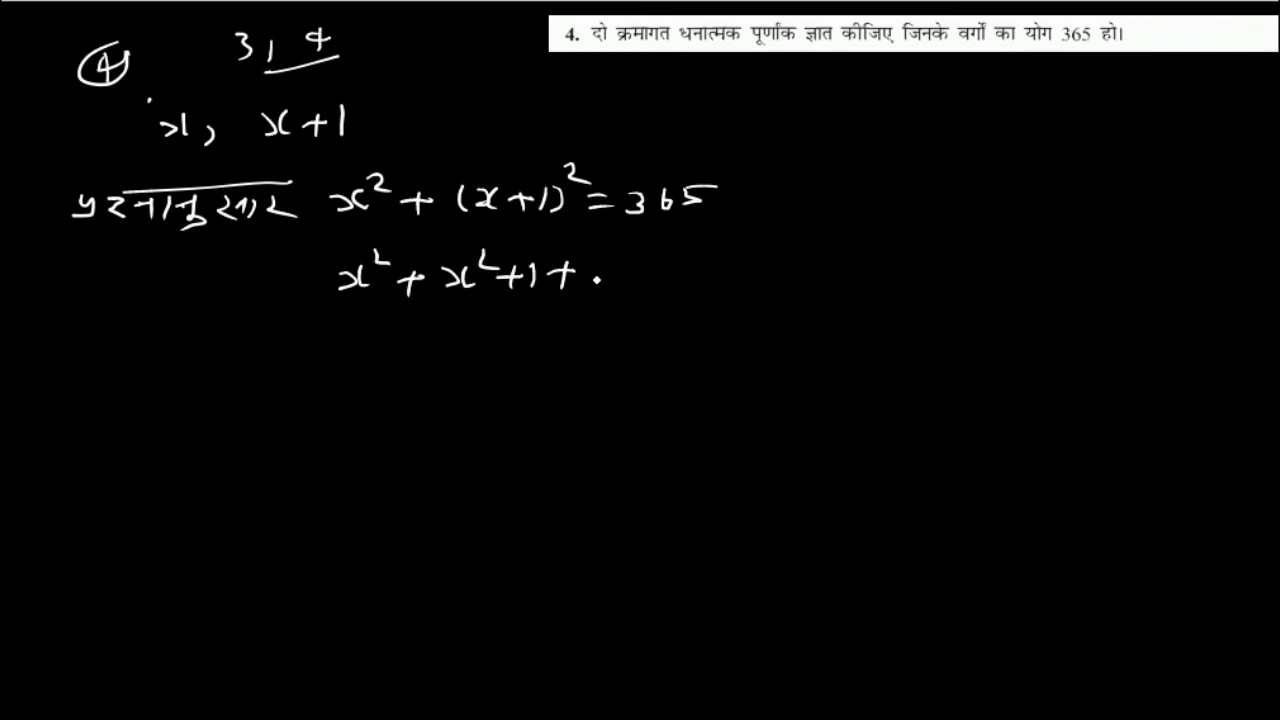 4. दो क्रमागत धनात्मक पूर्णांक ज्ञात कीजिए जिनके वर्गों का योग 365 हो।
④ 3, 4
x, x+1
प्रश्नानुसार x² + (x+1)² = 365
x² + x² + 1 + .